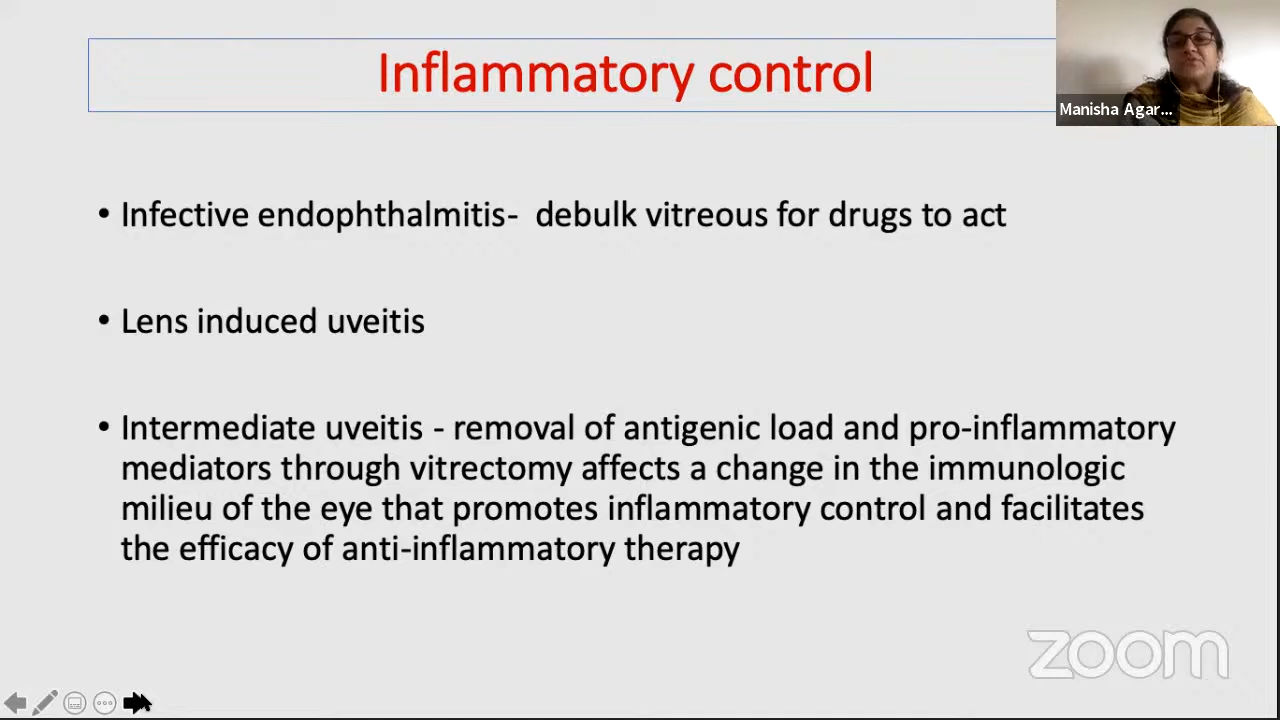 Inflammatory control
Manisha Agar...
• Infective endophthalmitis- debulk vitreous for drugs to act
• Lens induced uveitis
• Intermediate uveitis - removal of antigenic load and pro-inflammatory
mediators through vitrectomy affects a change in the immunologic
milieu of the eye that promotes inflammatory control and facilitates
the efficacy of anti-inflammatory therapy
zoom